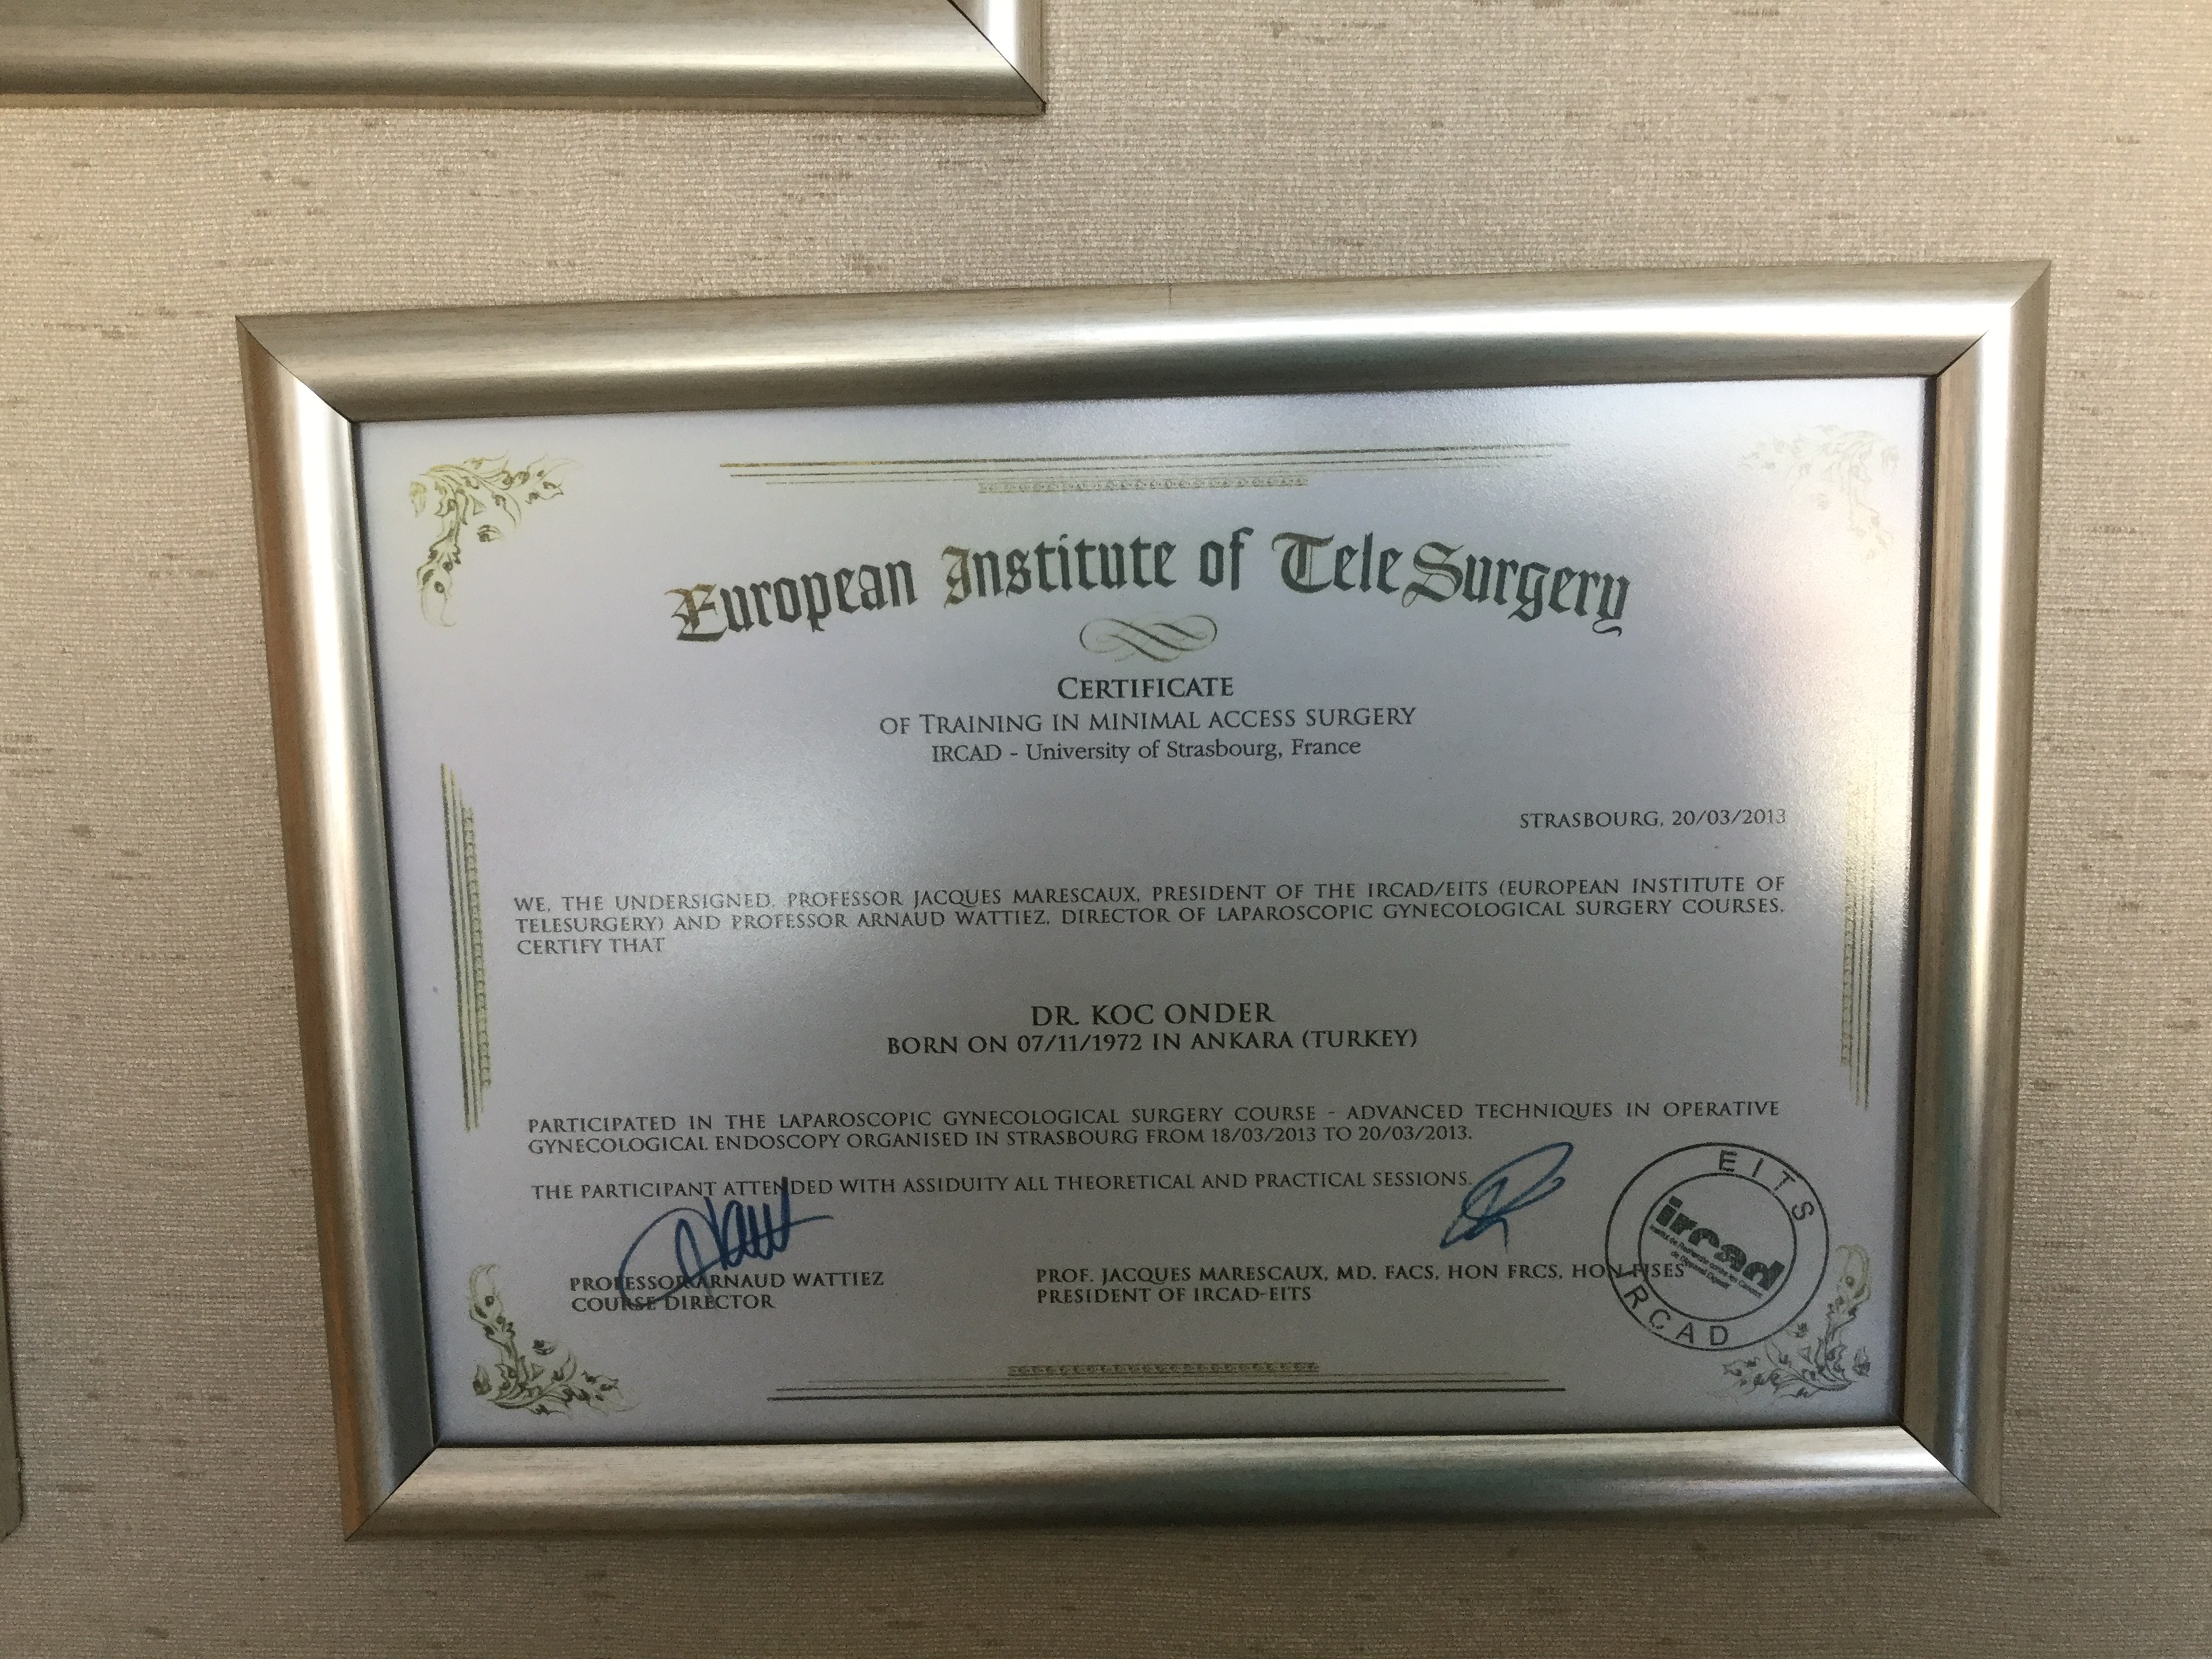 European Institute of TeleSurgery
CERTIFICATE
OF TRAINING IN MINIMAL ACCESS SURGERY
IRCAD - University of Strasbourg, France
STRASBOURG, 20/03/2013
WE, THE UNDERSIGNED, PROFESSOR JACQUES MARESCAUX, PRESIDENT OF THE IRCAD/EITS (EUROPEAN INSTITUTE OF
TELESURGERY) AND PROFESSOR ARNAUD WATTIEZ, DIRECTOR OF LAPAROSCOPIC GYNECOLOGICAL SURGERY COURSES,
CERTIFY THAT
DR. KOC ONDER
BORN ON 07/11/1972 IN ANKARA (TURKEY)
PARTICIPATED IN THE LAPAROSCOPIC GYNECOLOGICAL SURGERY COURSE - ADVANCED TECHNIQUES IN OPERATIVE
GYNECOLOGICAL ENDOSCOPY ORGANISED IN STRASBOURG FROM 18/03/2013 TO 20/03/2013.
THE PARTICIPANT ATTENDED WITH ASSIDUITY ALL THEORETICAL AND PRACTICAL SESSIONS.
PROFESSOR ARNAUD WATTIEZ
COURSE DIRECTOR
PROF. JACQUES MARESCAUX, MD, FACS, HON FRCS, HON FJSES
PRESIDENT OF IRCAD-EITS
EITS
ircad
IRCAD